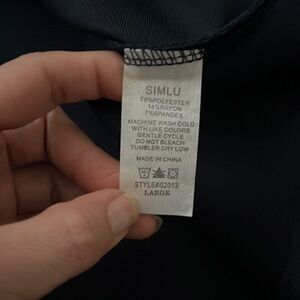 SIMLU
79%POLYESTER
14%RAYON
7%SPANDEX
MACHINE WASH COLD
WITH LIKE COLORS
GENTLE CYCLE
DO NOT BLEACH
TUMBLER DRY LOW
MADE IN CHINA
STYLE#S2013
LARGE